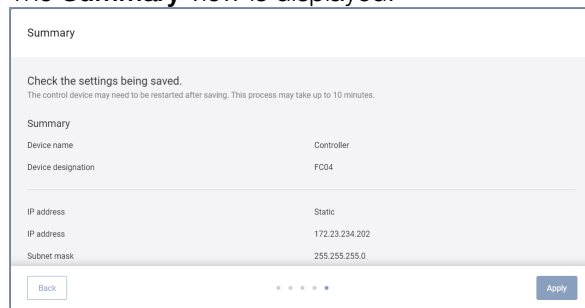 The Summary view is displayed.
Summary
Check the settings being saved.
The control device may need to be restarted after saving. This process may take up to 10 minutes.
Summary
Device name Controller
Device designation FC04
IP address Static
IP address 172.23.234.202
Subnet mask 255.255.255.0
Back Apply